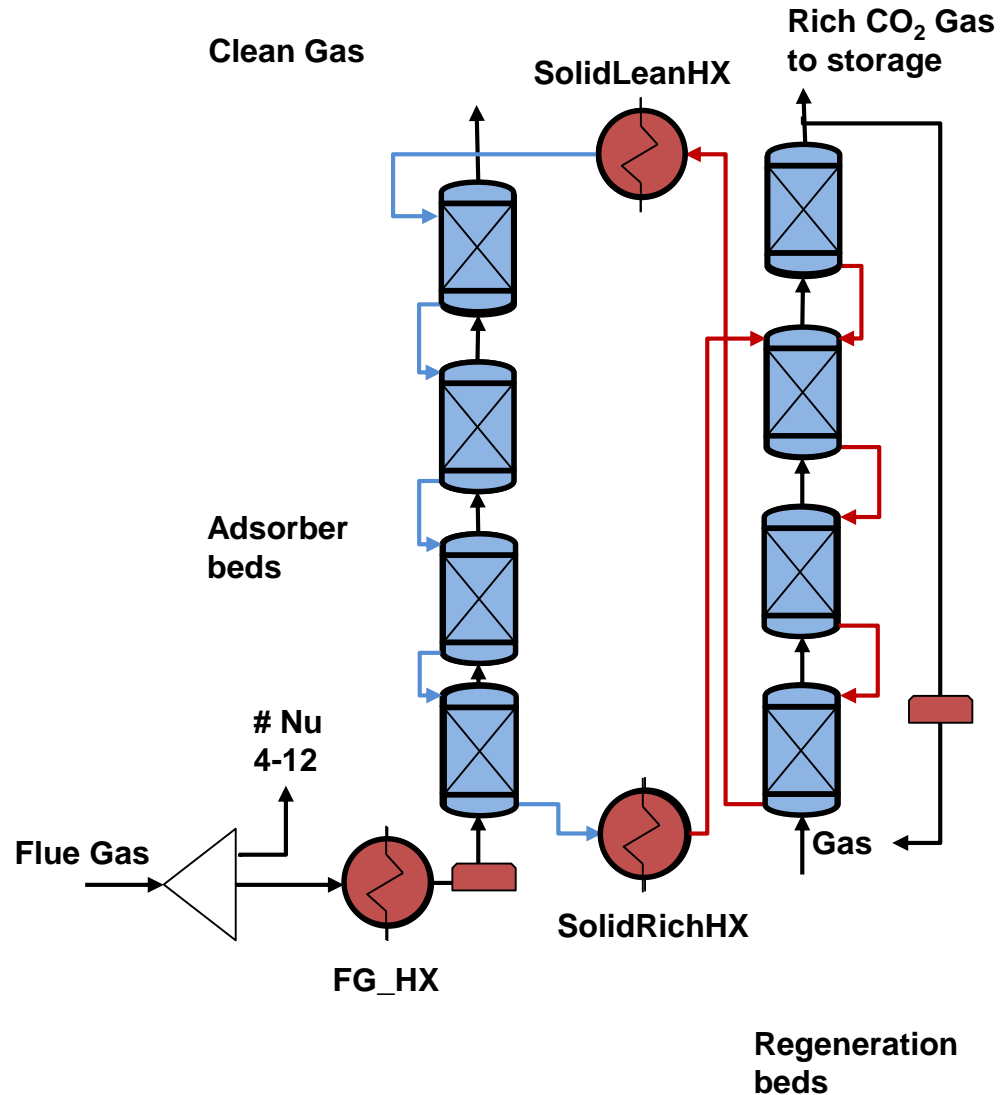 Clean Gas
Rich CO₂ Gas
to storage
SolidLeanHX
Adsorber
beds
# Nu
4-12
Flue Gas
Gas
SolidRichHX
FG_HX
Regeneration
beds